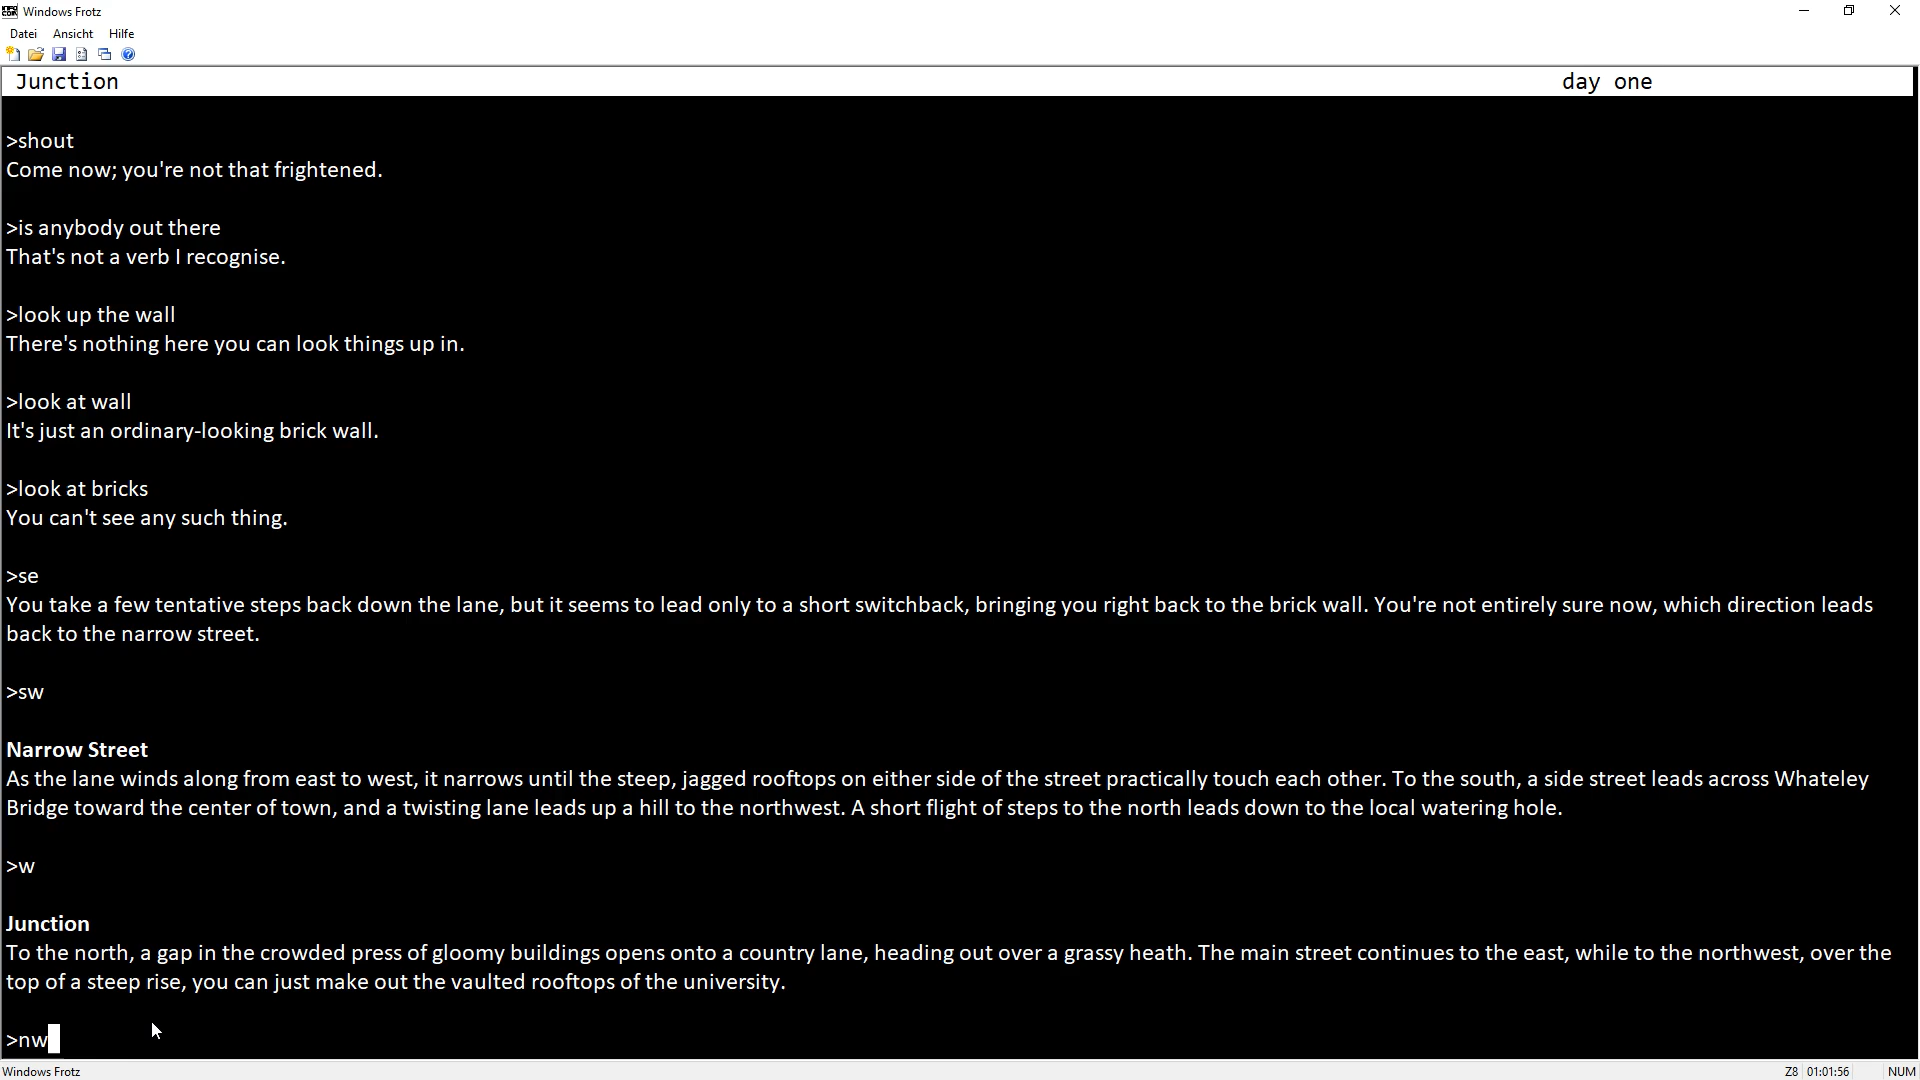 Windows Frotz
Datei Ansicht Hilfe
Junction day one
>shout
Come now; you're not that frightened.
>is anybody out there
That's not a verb I recognise.
>look up the wall
There's nothing here you can look things up in.
>look at wall
It's just an ordinary-looking brick wall.
>look at bricks
You can't see any such thing.
>se
You take a few tentative steps back down the lane, but it seems to lead only to a short switchback, bringing you right back to the brick wall. You're not entirely sure now, which direction leads
back to the narrow street.
>sw
Narrow Street
As the lane winds along from east to west, it narrows until the steep, jagged rooftops on either side of the street practically touch each other. To the south, a side street leads across Whateley
Bridge toward the center of town, and a twisting lane leads up a hill to the northwest. A short flight of steps to the north leads down to the local watering hole.
>w
Junction
To the north, a gap in the crowded press of gloomy buildings opens onto a country lane, heading out over a grassy heath. The main street continues to the east, while to the northwest, over the
top of a steep rise, you can just make out the vaulted rooftops of the university.
>nw
Windows Frotz Z8 01:01:56 NUM